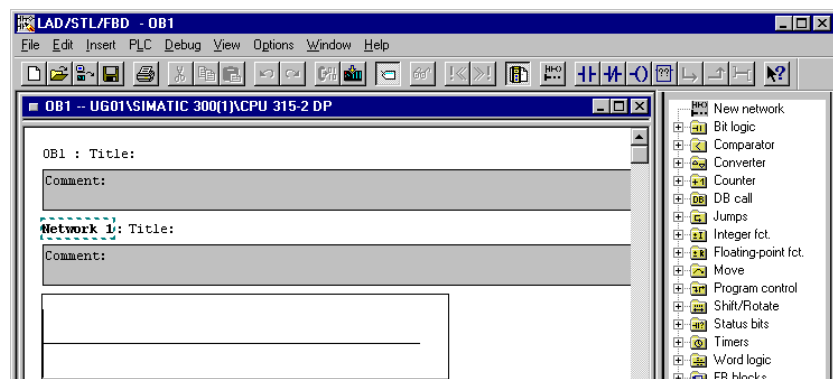 LAD/STL/FBD - OB1
File Edit Insert PLC Debug View Options Window Help
OB1 -- UG01\SIMATIC 300(1)\CPU 315-2 DP
OB1 : Title:
Comment:
Network 1: Title:
Comment:
New network
Bit logic
Comparator
Converter
Counter
DB call
Jumps
Integer fct.
Floating-point fct.
Move
Program control
Shift/Rotate
Status bits
Timers
Word logic
FB blocks